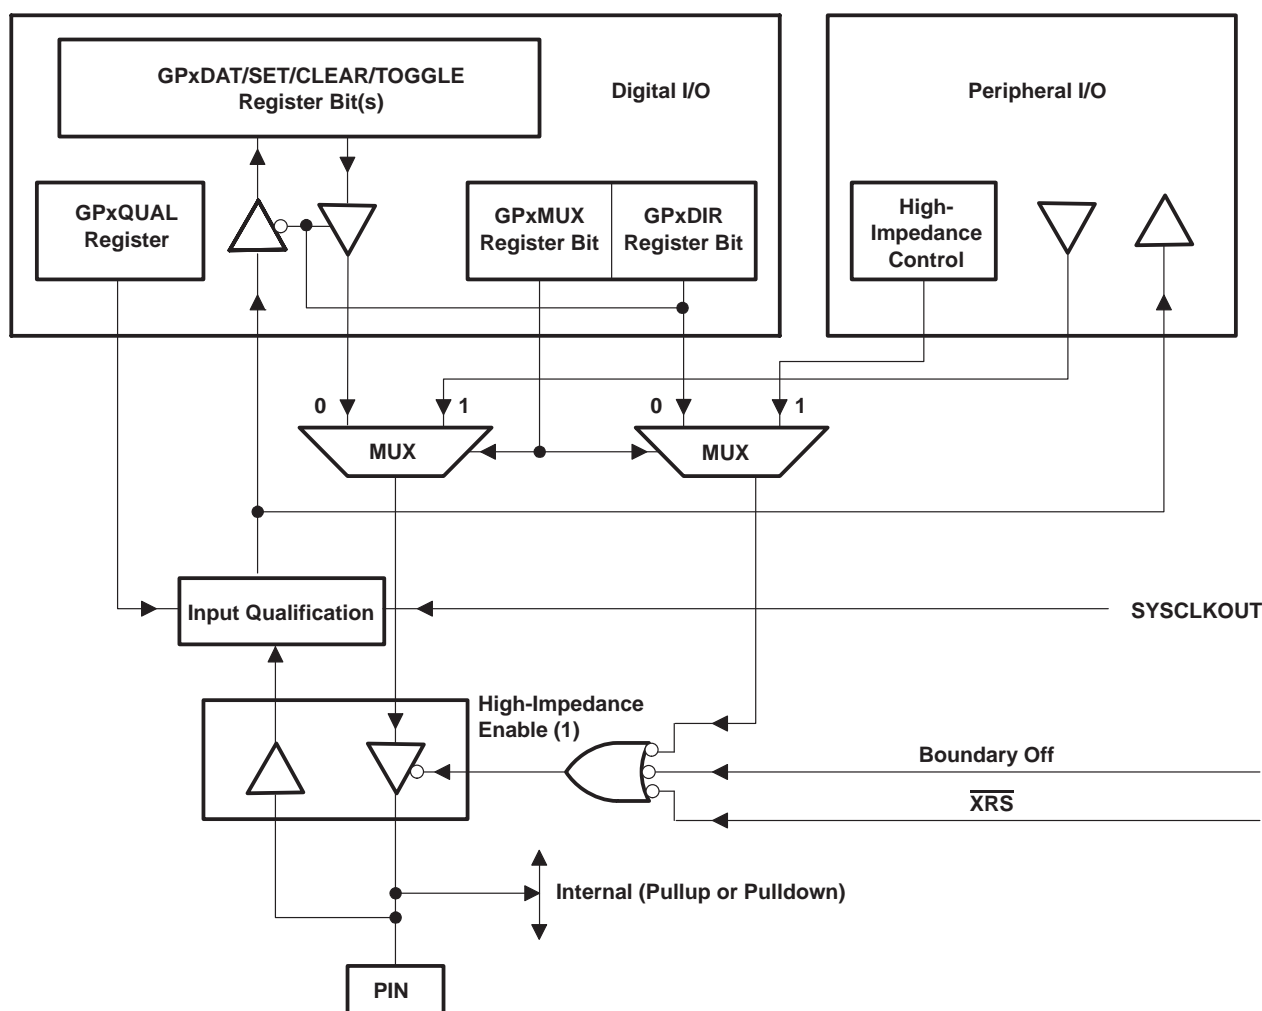 GPxDAT/SET/CLEAR/TOGGLE
Register Bit(s)
Digital I/O
Peripheral I/O
GPxQUAL
Register
GPxMUX
Register Bit
GPxDIR
Register Bit
High-
Impedance
Control
0
1
0
1
MUX
MUX
Input Qualification
SYSCLKOUT
High-Impedance
Enable (1)
Boundary Off
XRS
Internal (Pullup or Pulldown)
PIN